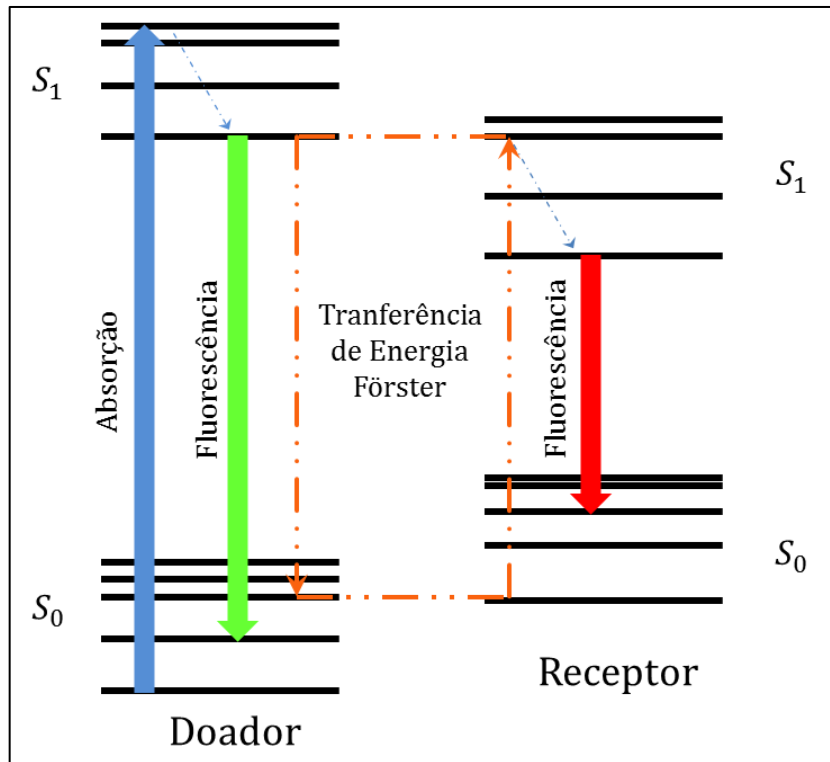 S₁
S₁
Absorção
Fluorescência
Tranferência
de Energia
Förster
Fluorescência
S₀
S₀
Receptor
Doador